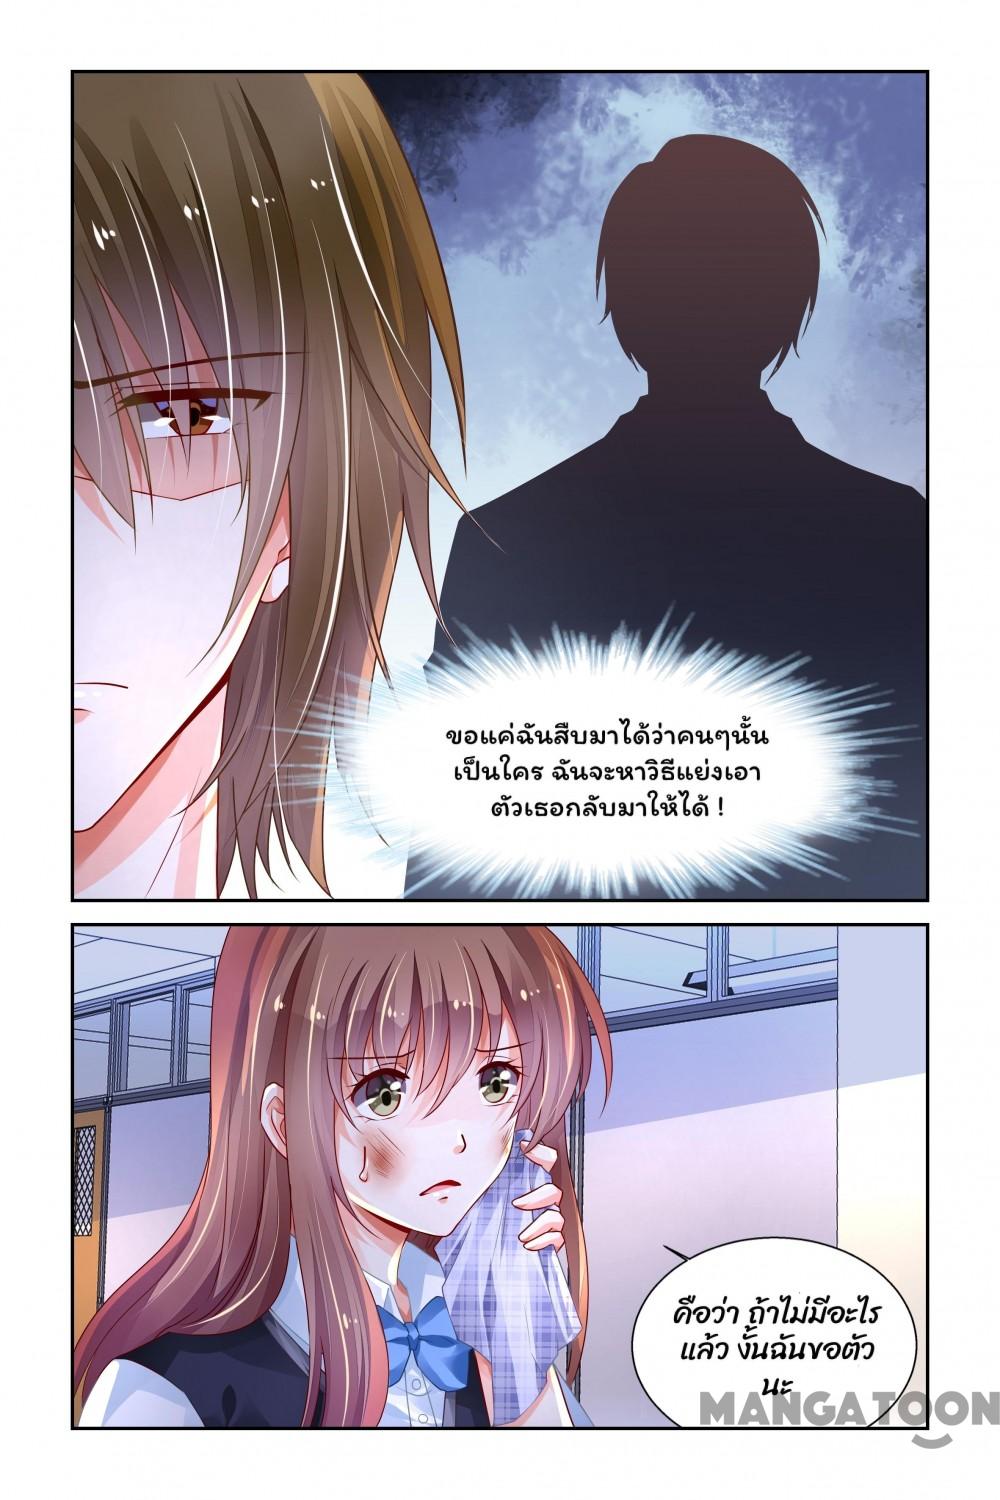 ขอแค่ฉันสืบมาได้ว่าคนๆนั้น
เป็นใคร ฉันจะหาวิธีแย่งเอา
ตัวเธอกลับมาให้ได้ !
คือว่า ถ้าไม่มีอะไร
แล้ว งั้นฉันขอตัว
นะ
MANGATOON